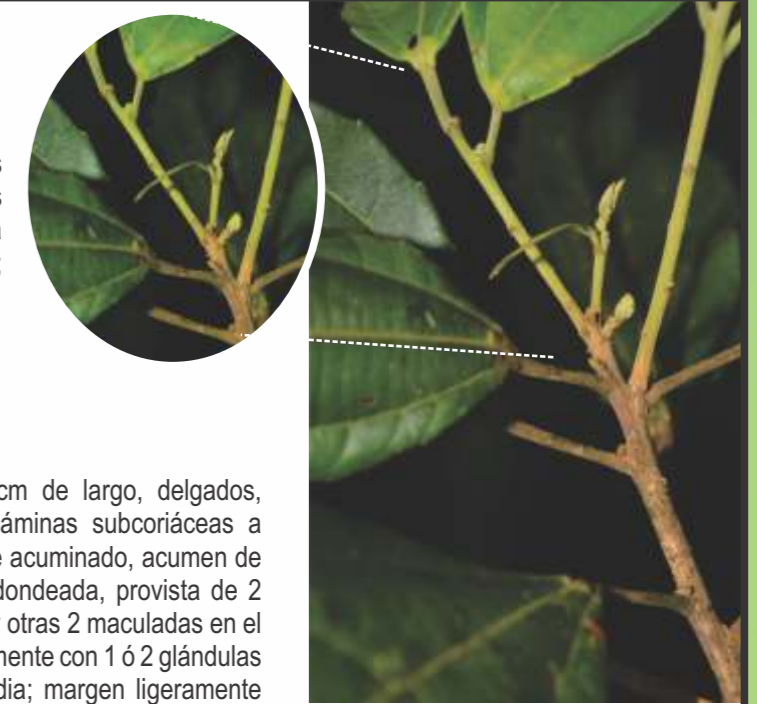 cm de largo, delgados,
áminas subcoriáceas a
acuminado, acumen de
dondeada, provista de 2
otras 2 maculadas en el
mente con 1 ó 2 glándulas
dia; margen ligeramente